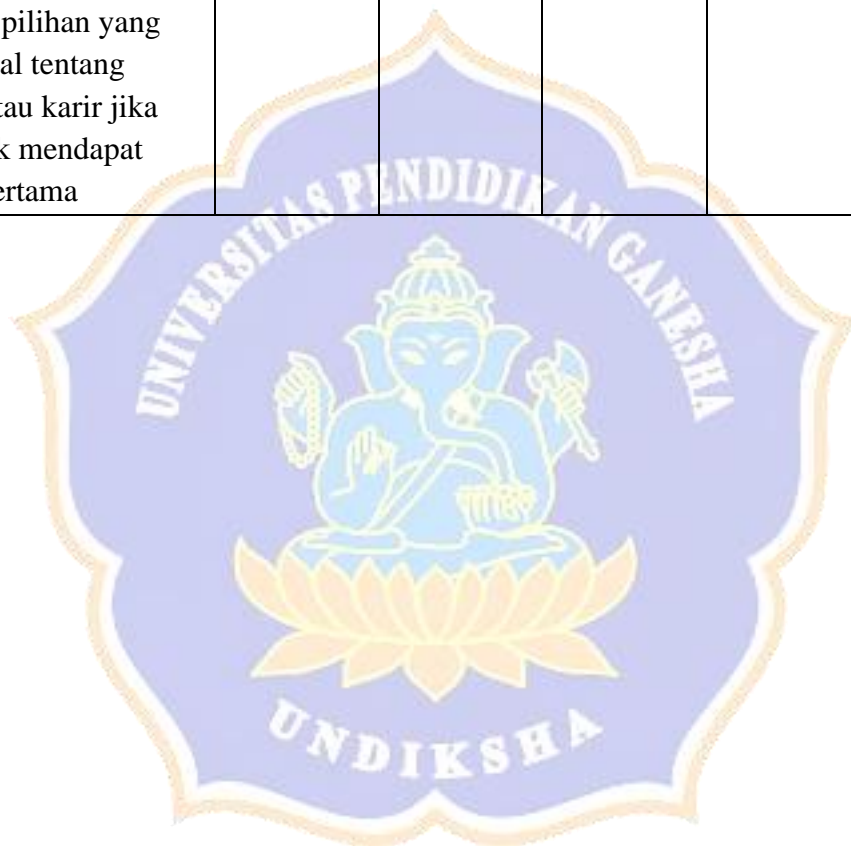 pilihan yang
al tentang
tau karir jika
k mendapat
ertama
UNIVERSITAS PENDIDIKAN GANESHA
UNDIKSHA